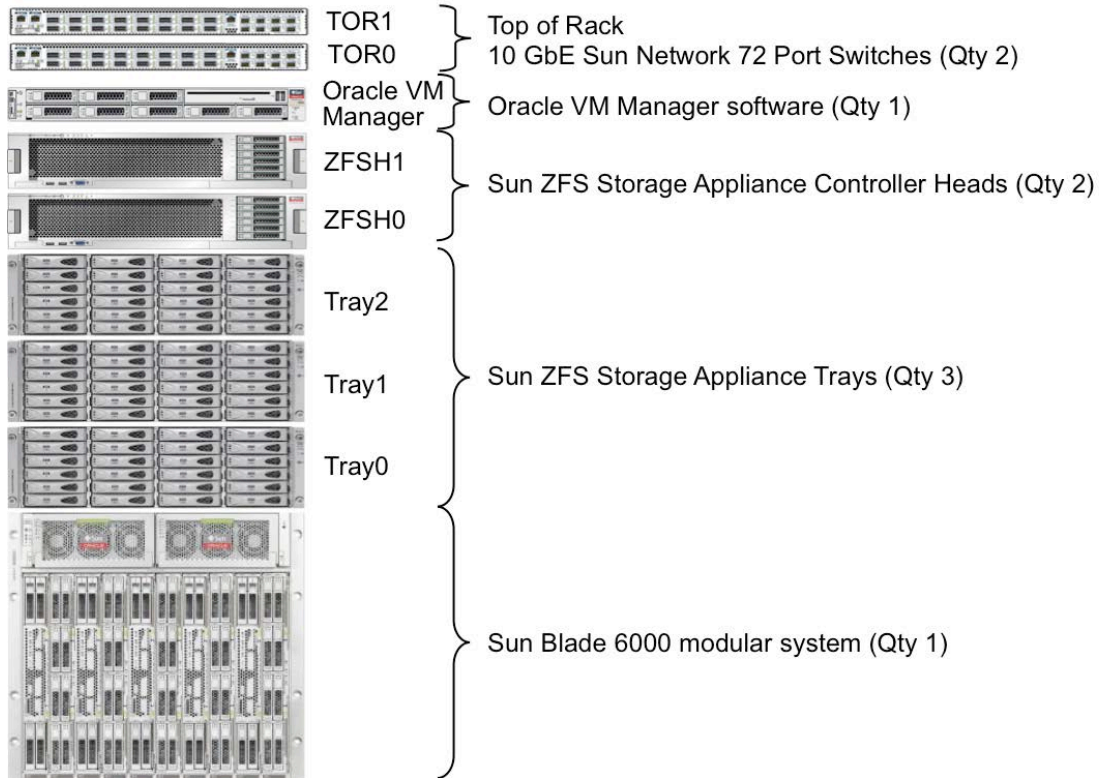 TOR1
TOR0
Top of Rack
10 GbE Sun Network 72 Port Switches (Qty 2)
Oracle VM
Manager
Oracle VM Manager software (Qty 1)
ZFSH1
ZFSH0
Sun ZFS Storage Appliance Controller Heads (Qty 2)
Tray2
Tray1
Tray0
Sun ZFS Storage Appliance Trays (Qty 3)
Sun Blade 6000 modular system (Qty 1)